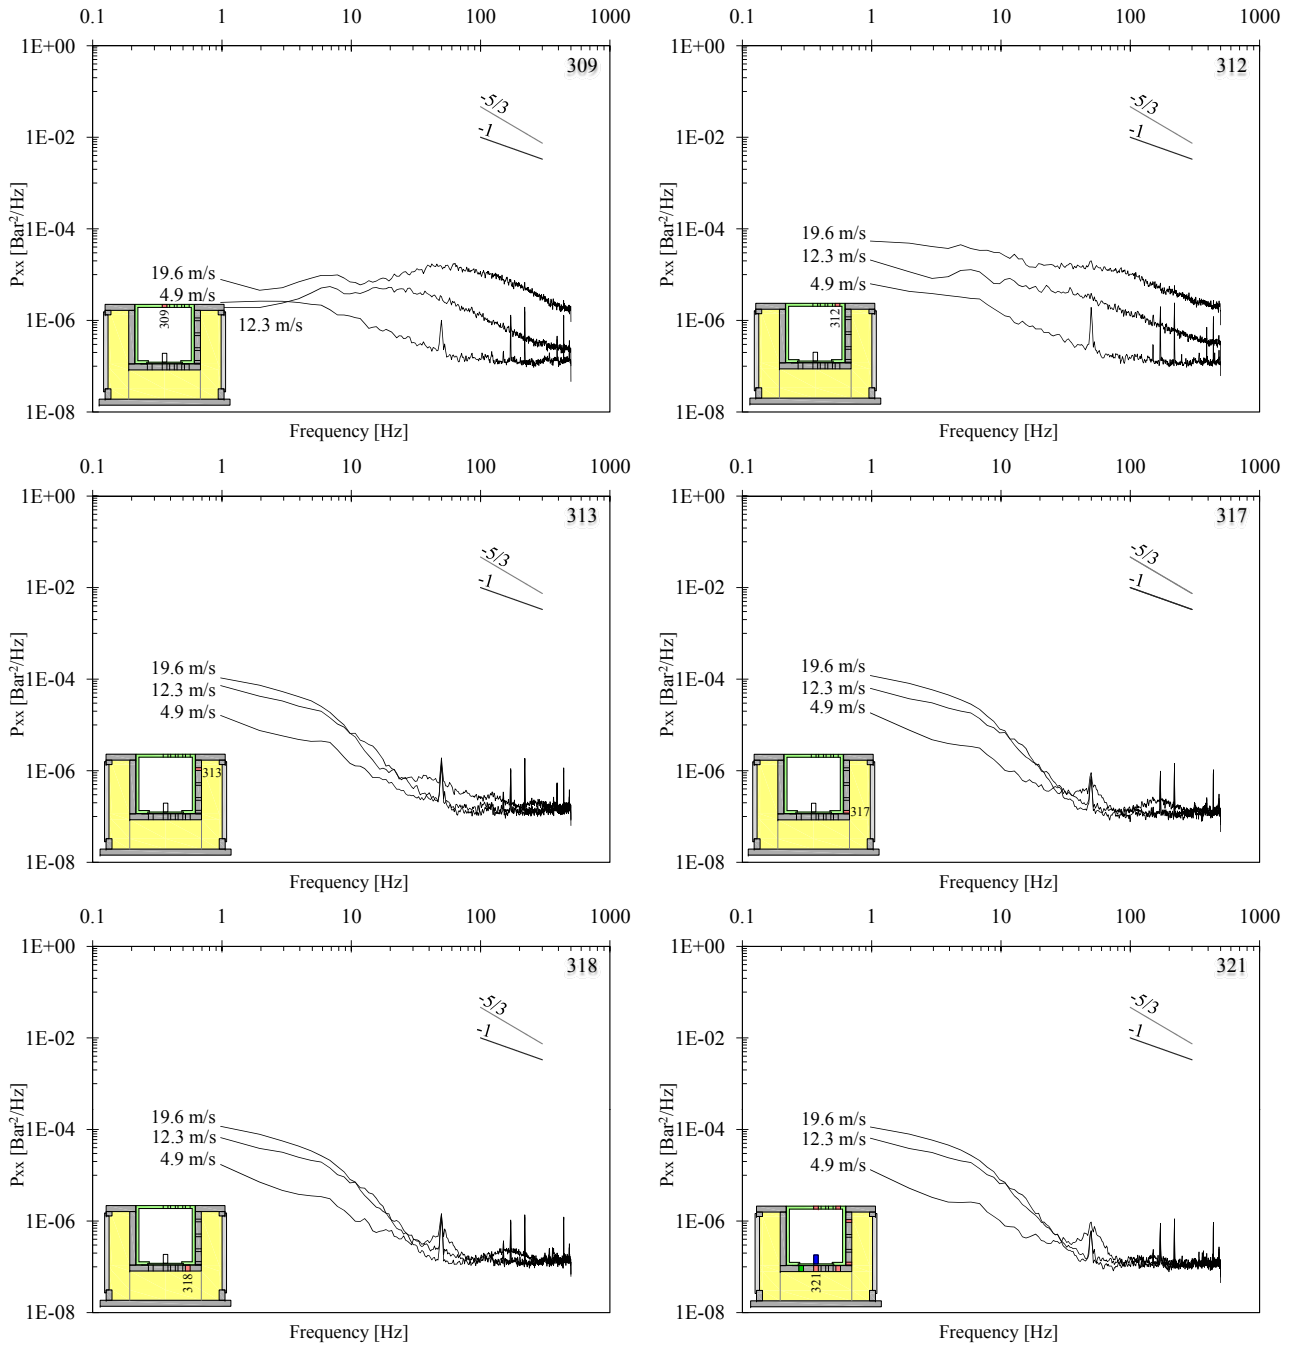 0.1 1 10 100 1000
1E+00
309
-5/3
1E-02
-1
Pxx [Bar²/Hz]
1E-04
19.6 m/s
4.9 m/s
12.3 m/s
309
1E-06
1E-08
Frequency [Hz]
0.1 1 10 100 1000
1E+00
312
-5/3
1E-02
-1
Pxx [Bar²/Hz]
1E-04
19.6 m/s
12.3 m/s
4.9 m/s
312
1E-06
1E-08
Frequency [Hz]
0.1 1 10 100 1000
1E+00
313
-5/3
1E-02
-1
Pxx [Bar²/Hz]
1E-04
19.6 m/s
12.3 m/s
4.9 m/s
1E-06
313
1E-08
Frequency [Hz]
0.1 1 10 100 1000
1E+00
317
-5/3
1E-02
-1
Pxx [Bar²/Hz]
19.6 m/s
1E-04
12.3 m/s
4.9 m/s
1E-06
317
1E-08
Frequency [Hz]
0.1 1 10 100 1000
1E+00
318
-5/3
1E-02
-1
Pxx [Bar²/Hz]
19.6 m/s
1E-04
12.3 m/s
4.9 m/s
1E-06
318
1E-08
Frequency [Hz]
0.1 1 10 100 1000
1E+00
321
-5/3
1E-02
-1
Pxx [Bar²/Hz]
19.6 m/s
1E-04
12.3 m/s
4.9 m/s
1E-06
321
1E-08
Frequency [Hz]